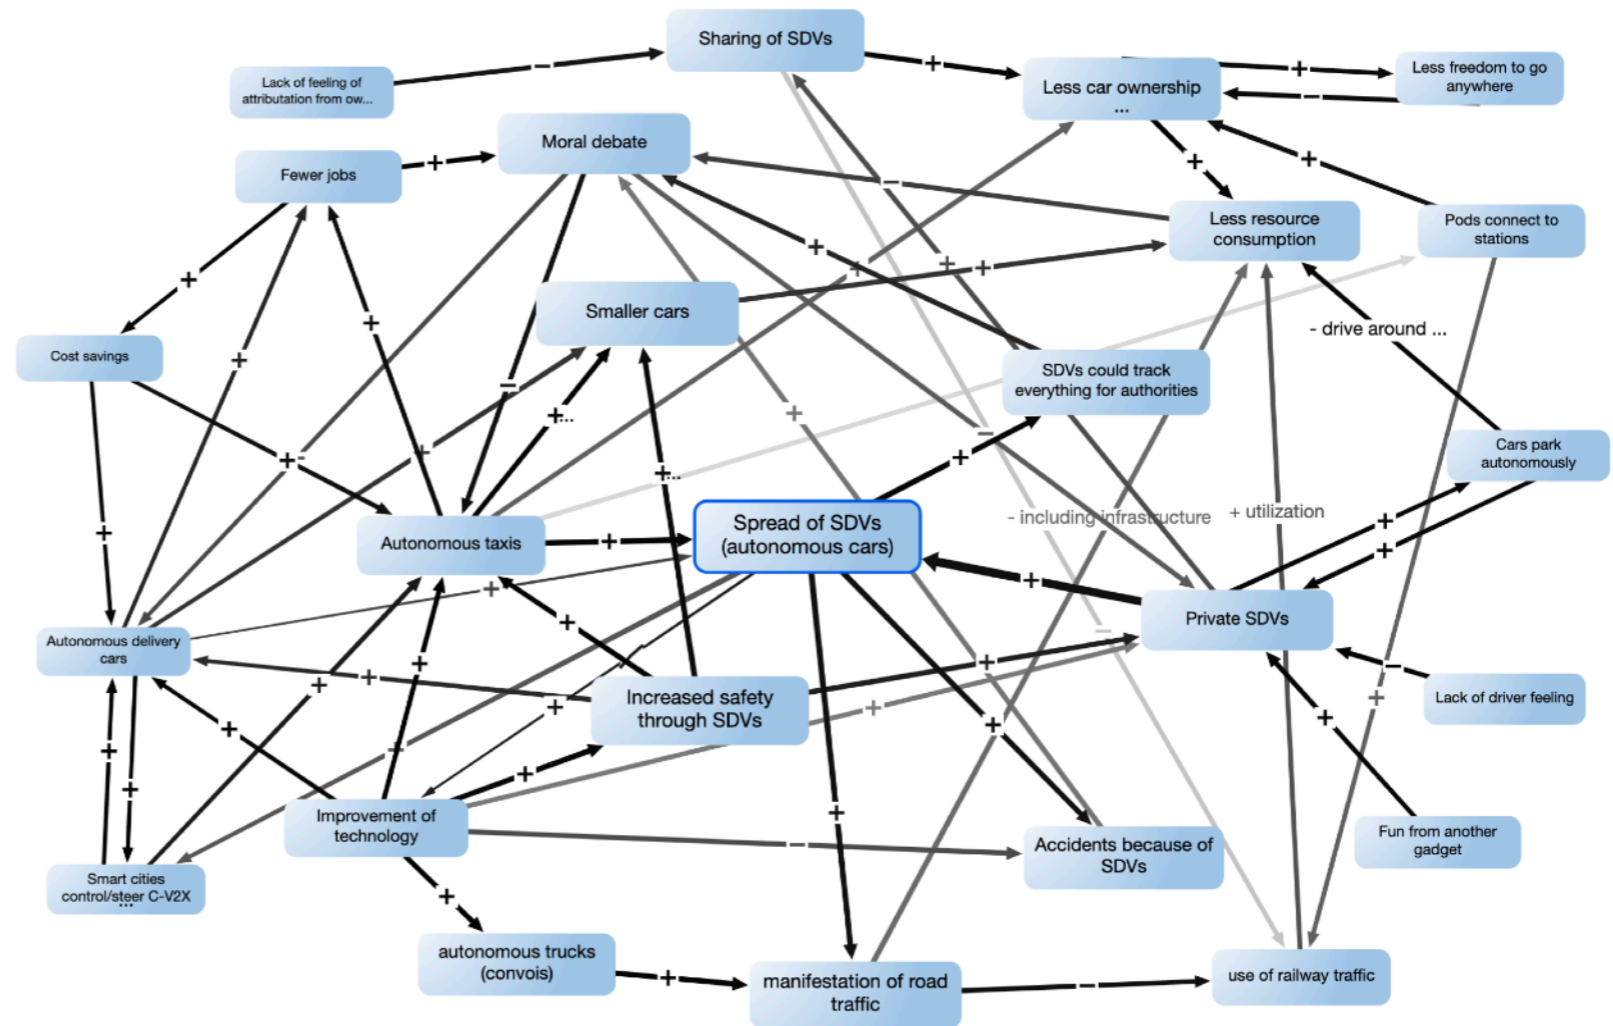 Sharing of SDVs
Lack of feeling of
attributation from ow...
–
+
Less car ownership
...
+
–
Less freedom to go
anywhere
Moral debate
Fewer jobs
+
–
+
+
Less resource
consumption
Pods connect to
stations
+
+
+
+
+
Smaller cars
- drive around ...
Cost savings
+
+
SDVs could track
everything for authorities
–
+...
+
+
–
Cars park
autonomously
+
-
+...
+
Spread of SDVs
(autonomous cars)
- including infrastructure
+ utilization
+
+
Autonomous taxis
+
+
+
+
Private SDVs
+
–
Autonomous delivery
cars
+
+
+
–
Lack of driver feeling
+
+
Increased safety
through SDVs
+
+
+
+
+
+
+
+
+
+
Improvement of
technology
+
–
Accidents because of
SDVs
Fun from another
gadget
Smart cities
control/steer C-V2X
...
+
autonomous trucks
(convois)
+
manifestation of road
traffic
–
use of railway traffic